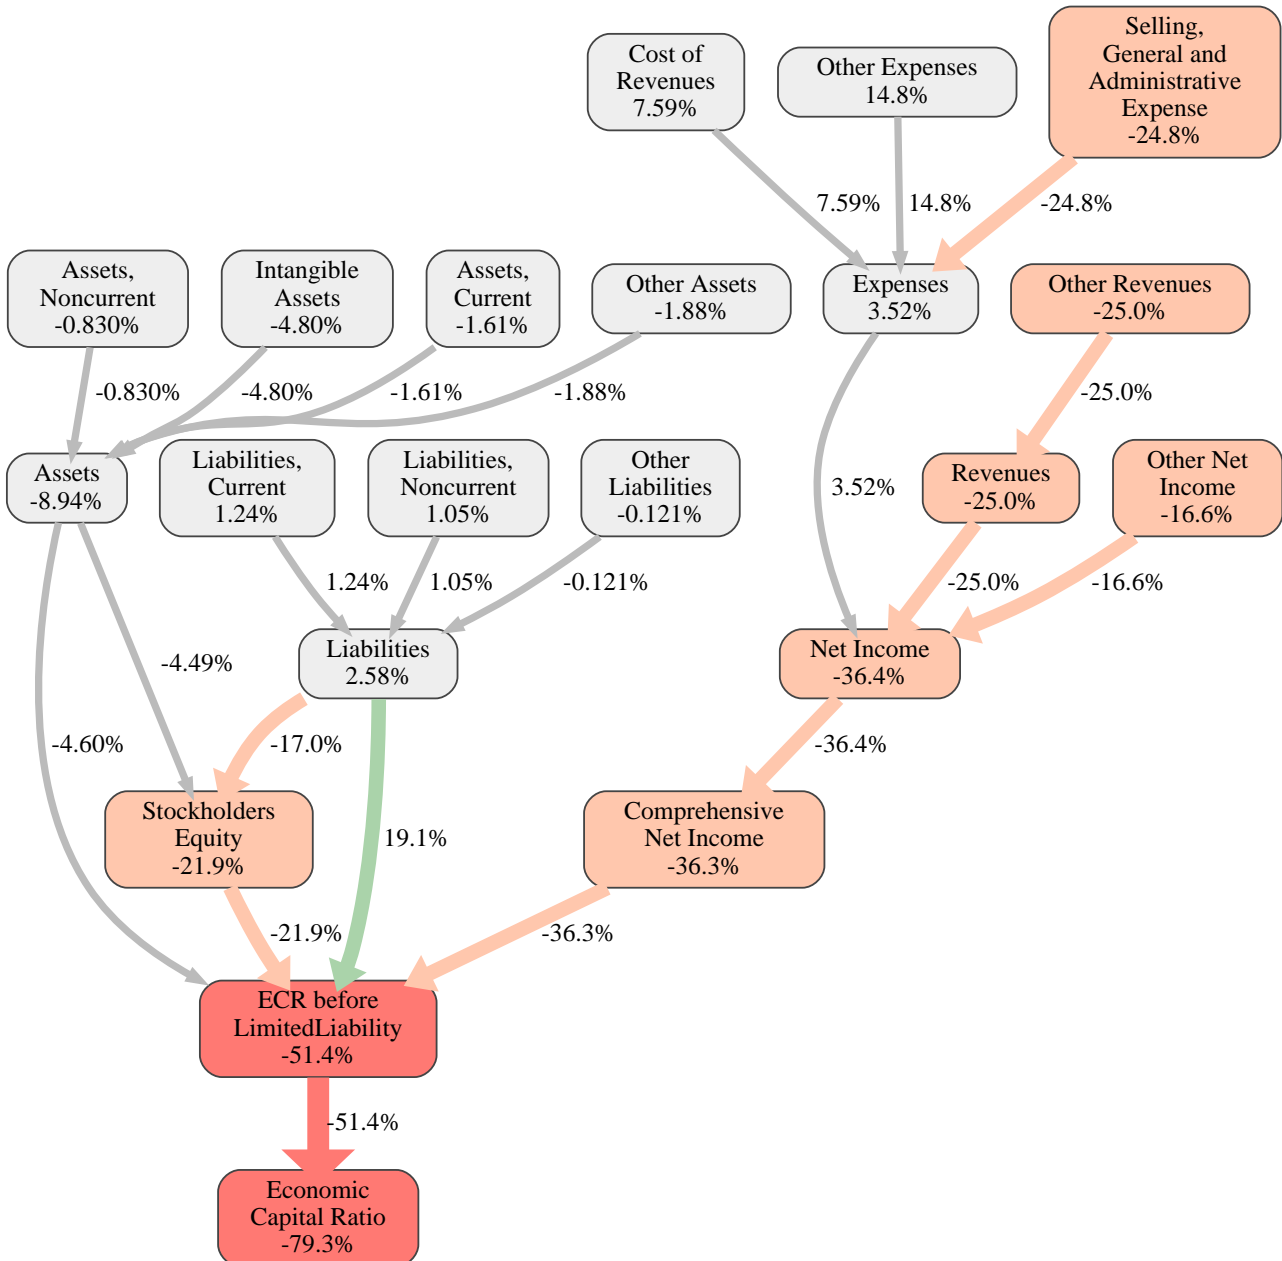 Selling,
General and
Administrative
Expense
-24.8%
Cost of
Revenues
7.59%
Other Expenses
14.8%
7.59%
14.8%
-24.8%
Assets,
Noncurrent
-0.830%
Intangible
Assets
-4.80%
Assets,
Current
-1.61%
Other Assets
-1.88%
Expenses
3.52%
Other Revenues
-25.0%
-0.830%
-4.80%
-1.61%
-1.88%
-25.0%
Assets
-8.94%
Liabilities,
Current
1.24%
Liabilities,
Noncurrent
1.05%
Other
Liabilities
-0.121%
3.52%
Revenues
-25.0%
Other Net
Income
-16.6%
1.24%
1.05%
-0.121%
-25.0%
-16.6%
Liabilities
2.58%
Net Income
-36.4%
-4.49%
-4.60%
-17.0%
-36.4%
Stockholders
Equity
-21.9%
19.1%
Comprehensive
Net Income
-36.3%
-21.9%
-36.3%
ECR before
LimitedLiability
-51.4%
-51.4%
Economic
Capital Ratio
-79.3%